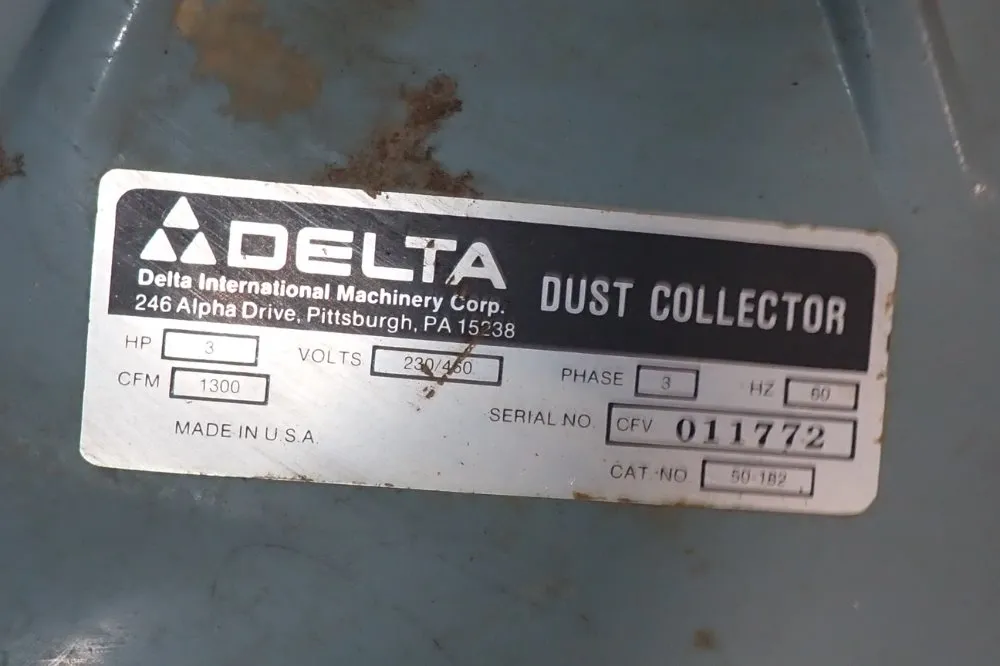 DELTA
Delta International Machinery Corp.
246 Alpha Drive, Pittsburgh, PA 15238
DUST COLLECTOR
HP 3 VOLTS 230/460 PHASE 3 HZ 60
CFM 1300
SERIAL NO. CFV 011772
MADE IN U.S.A.
CAT. NO. 50-182